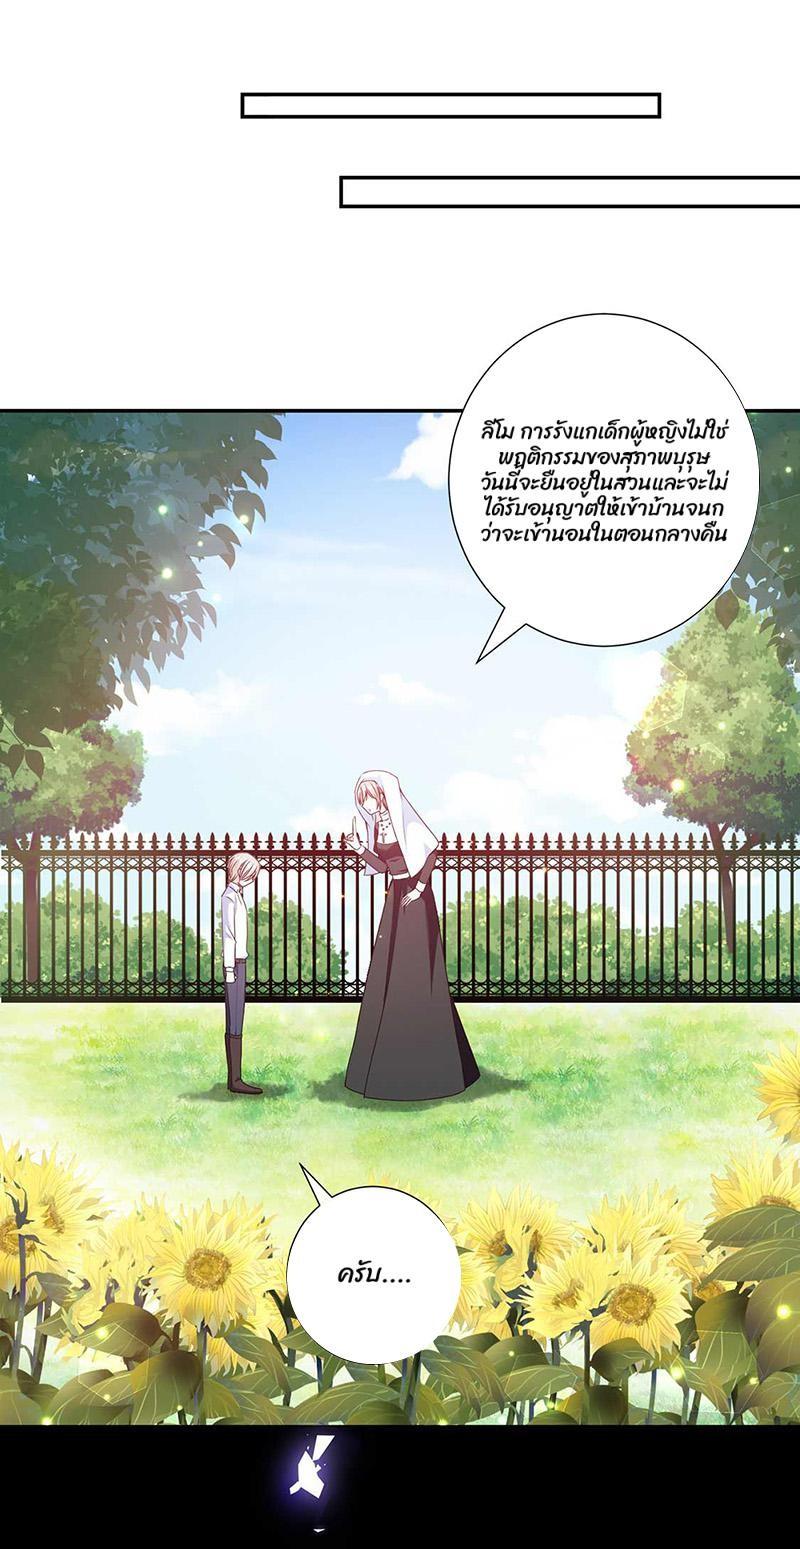 ลีโม การรังแกเด็กผู้หญิงไม่ใช่
พฤติกรรมของสุภาพบุรุษ
วันนี้จะยืนอยู่ในสวนและจะไม่
ได้รับอนุญาตให้เข้าบ้านจนก
ว่าจะเข้านอนในตอนกลางคืน
ครับ....